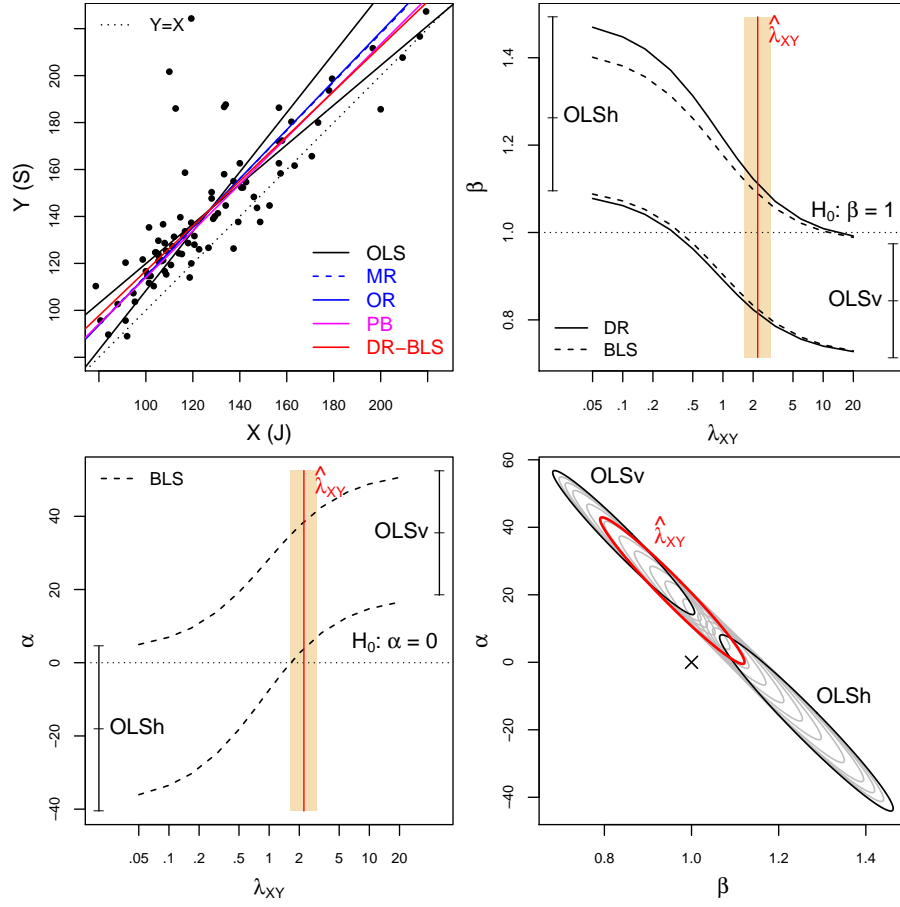 Y=X
OLS
MR
OR
PB
DR−BLS
Y (S)
80 100 120 140 160 180 200 220
100 120 140 160 180 200
X (J)
λ̂XY
OLSh
H₀: β = 1
OLSv
DR
BLS
β
0.8 1.0 1.2 1.4
.05 .1 .2 .5 1 2 5 10 20
λXY
BLS
λ̂XY
OLSv
H₀: α = 0
OLSh
α
−40 −20 0 20 40
.05 .1 .2 .5 1 2 5 10 20
λXY
OLSv
λ̂XY
OLSh
α
−40 −20 0 20 40 60
0.8 1.0 1.2 1.4
β